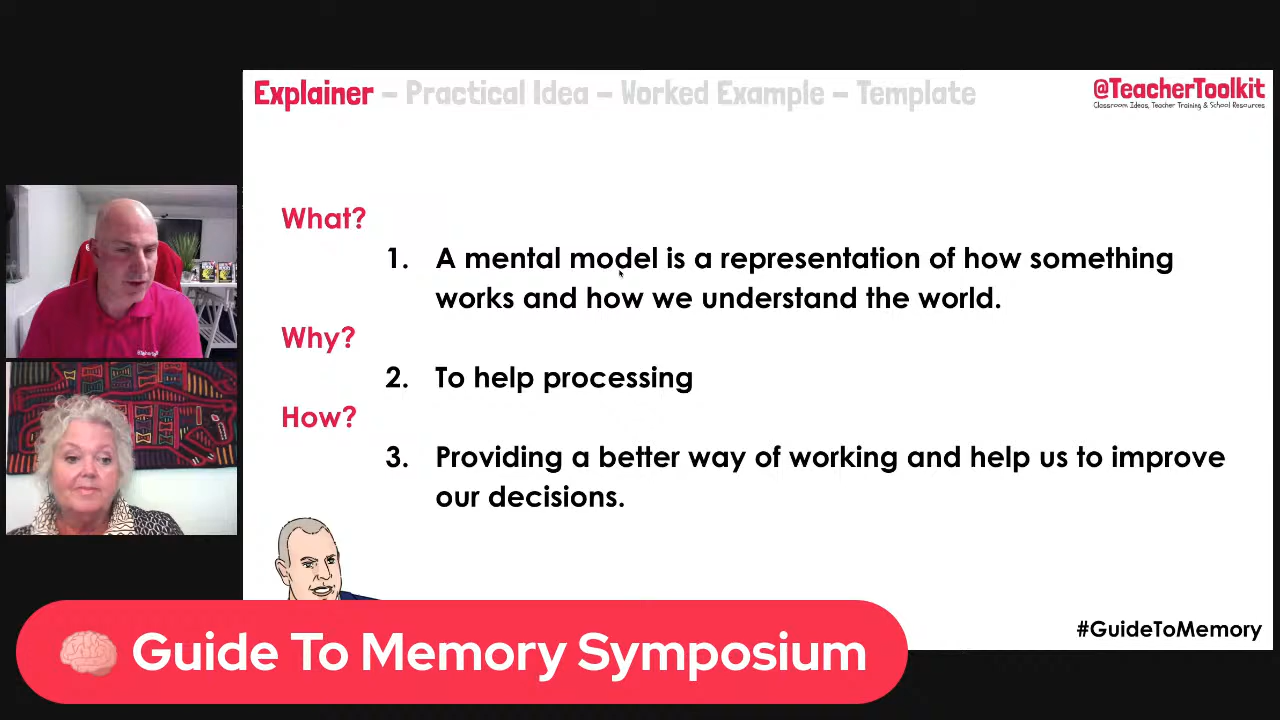 Explainer – Practical Idea – Worked Example – Template
@TeacherToolkit
Classroom Ideas, Teacher Training & School Resources
What?
1. A mental model is a representation of how something
works and how we understand the world.
Why?
2. To help processing
How?
3. Providing a better way of working and help us to improve
our decisions.
#GuideToMemory
Guide To Memory Symposium